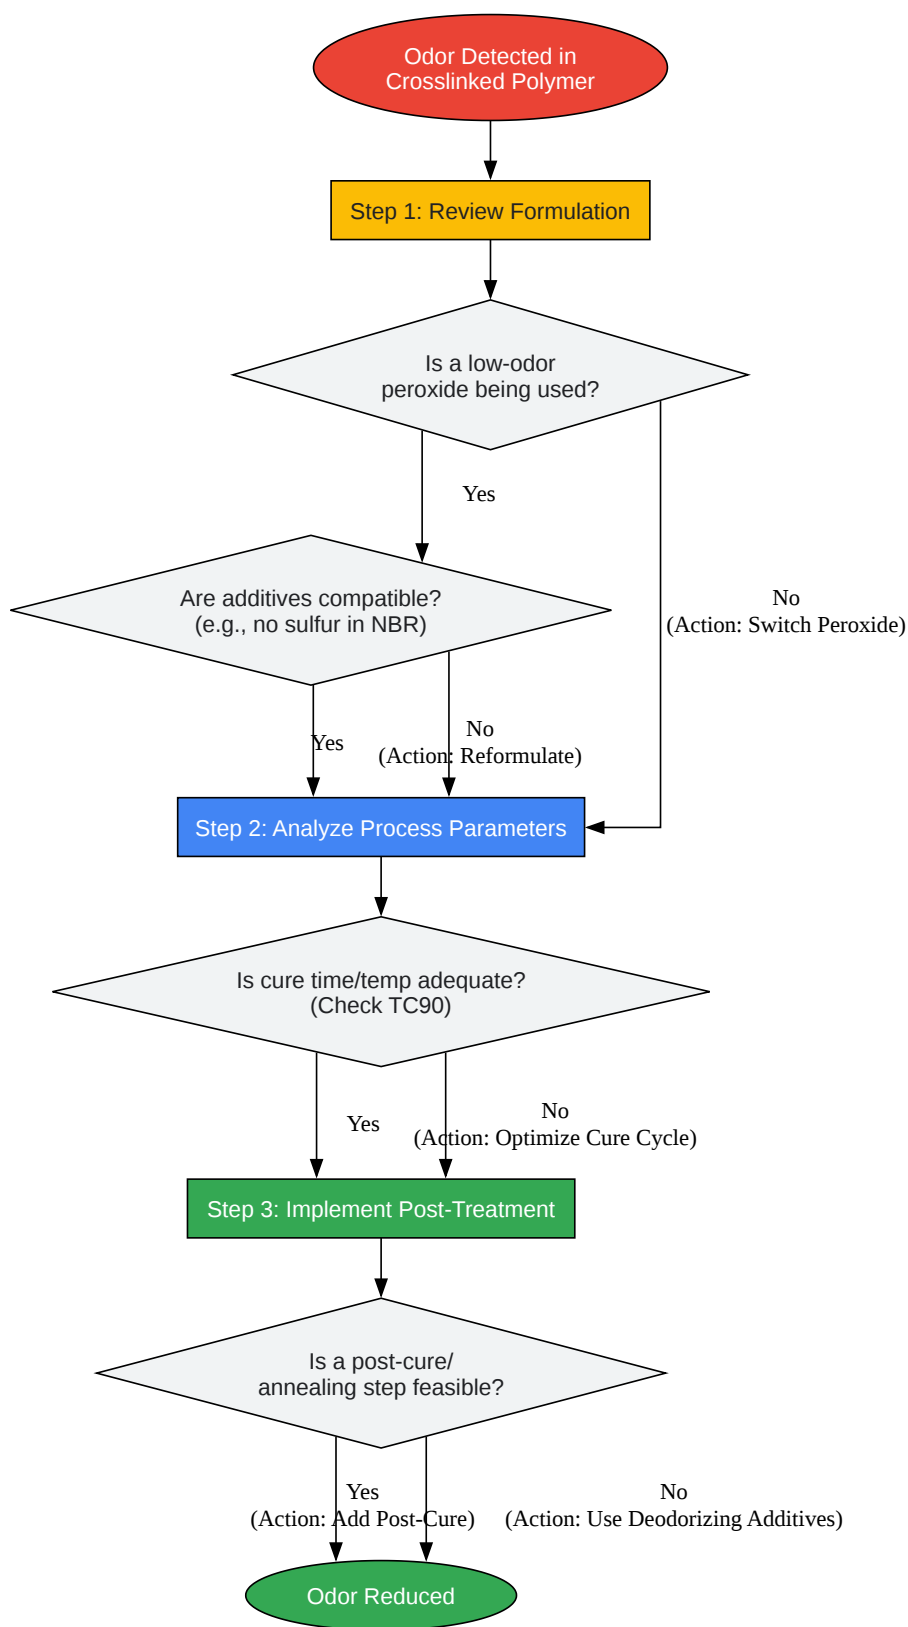 Odor Detected in
Crosslinked Polymer
Step 1: Review Formulation
Is a low-odor
peroxide being used?
Yes
Are additives compatible?
(e.g., no sulfur in NBR)
No
(Action: Switch Peroxide)
Yes
No
(Action: Reformulate)
Step 2: Analyze Process Parameters
Is cure time/temp adequate?
(Check TC90)
Yes
No
(Action: Optimize Cure Cycle)
Step 3: Implement Post-Treatment
Is a post-cure/
annealing step feasible?
Yes
(Action: Add Post-Cure)
No
(Action: Use Deodorizing Additives)
Odor Reduced